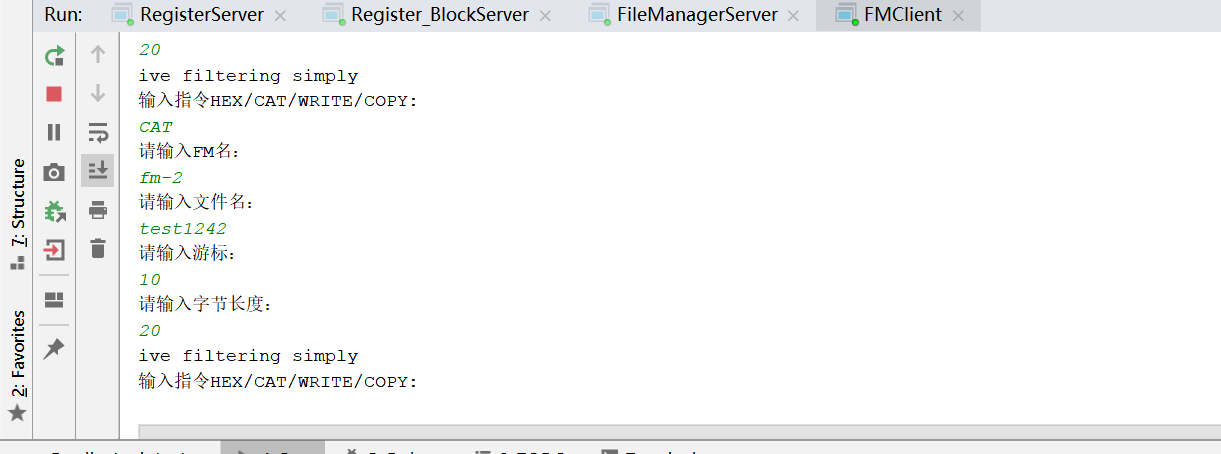 Run: RegisterServer Register_BlockServer FileManagerServer FMClient
20
ive filtering simply
输入指令HEX/CAT/WRITE/COPY:
CAT
请输入FM名:
fm-2
请输入文件名:
test1242
请输入游标:
10
请输入字节长度:
20
ive filtering simply
输入指令HEX/CAT/WRITE/COPY:
7: Structure
2: Favorites